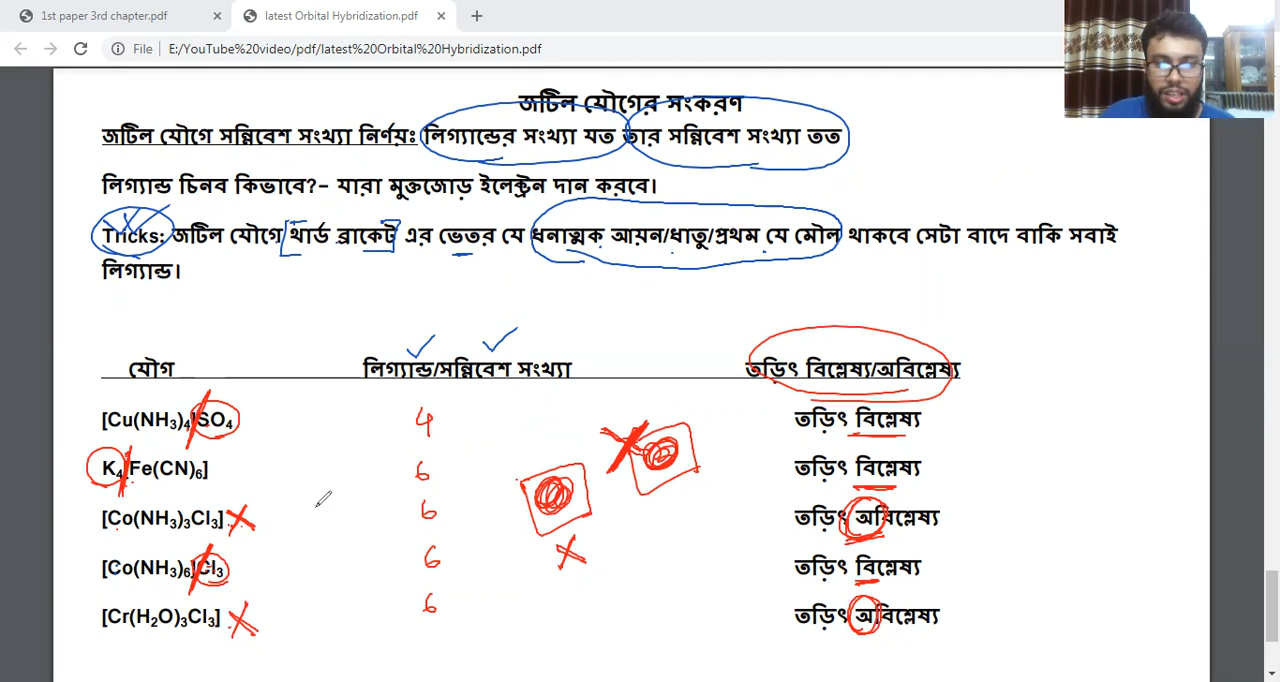 1st paper 3rd chapter.pdf
latest Orbital Hybridization.pdf
File | E:/YouTube%20video/pdf/latest%20Orbital%20Hybridization.pdf
জটিল যৌগের সংকরণ
জটিল যৌগে সন্নিবেশ সংখ্যা নির্ণয়ঃ লিগ্যান্ডের সংখ্যা যত তার সন্নিবেশ সংখ্যা তত
লিগ্যান্ড চিনব কিভাবে?- যারা মুক্তজোড় ইলেক্ট্রন দান করবে।
Tricks: জটিল যৌগে থার্ড ব্রাকেট এর ভেতর যে ধনাত্মক আয়ন/ধাতু/প্রথম যে মৌল থাকবে সেটা বাদে বাকি সবাই
লিগ্যান্ড।
যৌগ লিগ্যান্ড/সন্নিবেশ সংখ্যা তড়িৎ বিশ্লেষ্য/অবিশ্লেষ্য
[Cu(NH₃)₄]SO₄ 4 তড়িৎ বিশ্লেষ্য
K₄[Fe(CN)₆] 6 তড়িৎ বিশ্লেষ্য
[Co(NH₃)₃Cl₃] 6 তড়িৎ অবিশ্লেষ্য
[Co(NH₃)₆]Cl₃ 6 তড়িৎ বিশ্লেষ্য
[Cr(H₂O)₃Cl₃] 6 তড়িৎ অবিশ্লেষ্য